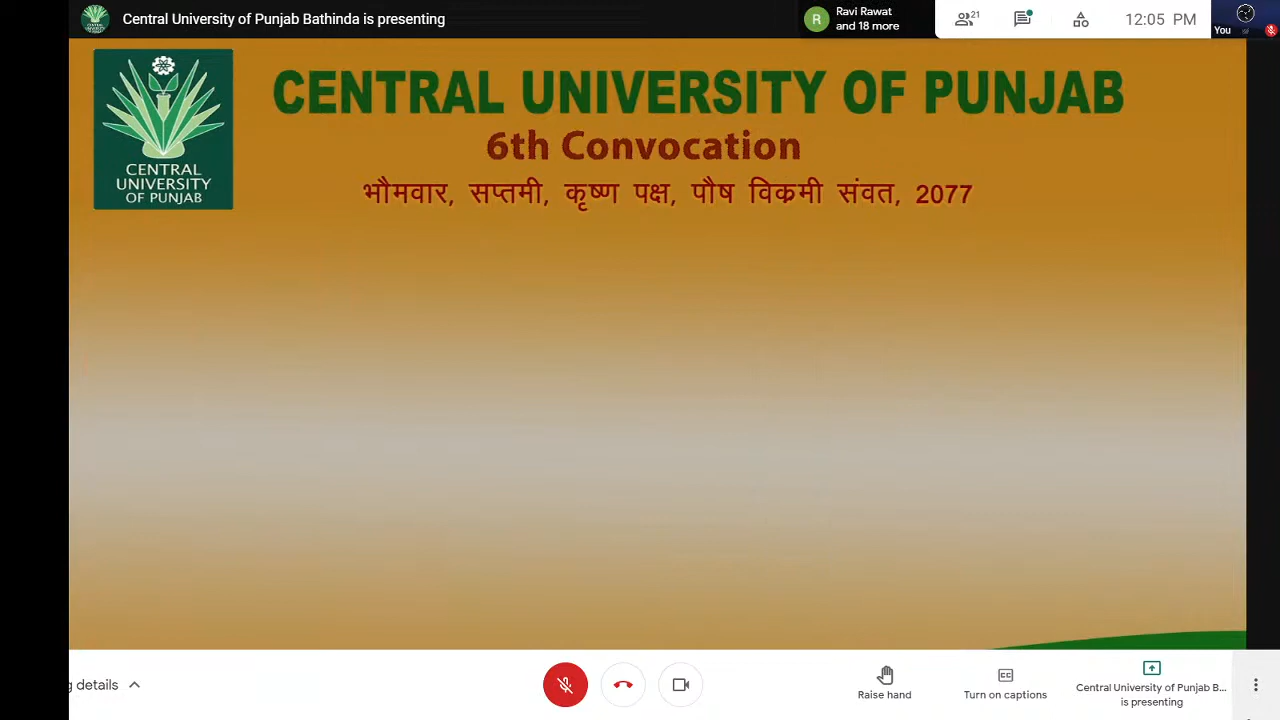 Central University of Punjab Bathinda is presenting
R
Ravi Rawat
and 18 more
21
12:05 PM
You
CENTRAL UNIVERSITY OF PUNJAB
6th Convocation
भौमवार, सप्तमी, कृष्ण पक्ष, पौष विक्रमी संवत, 2077
CENTRAL
UNIVERSITY
OF PUNJAB
g details
Raise hand
CC
Turn on captions
Central University of Punjab B...
is presenting